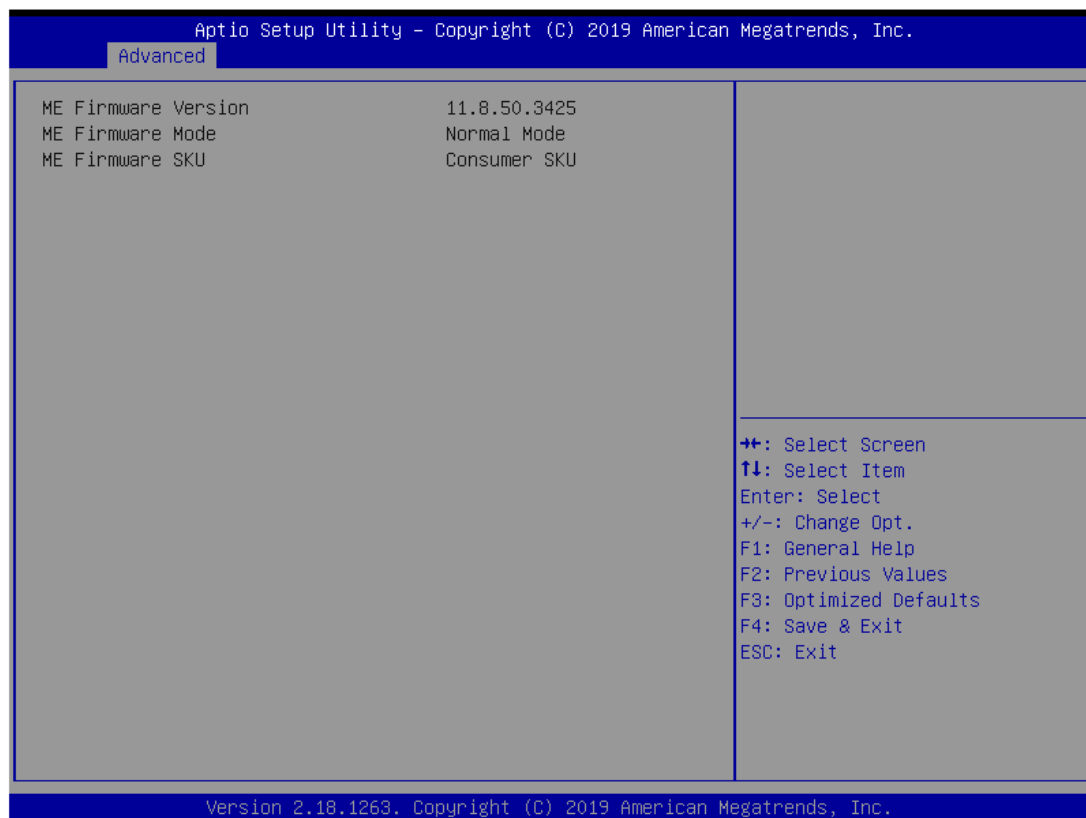 Aptio Setup Utility – Copyright (C) 2019 American Megatrends, Inc.
Advanced
ME Firmware Version 11.8.50.3425
ME Firmware Mode Normal Mode
ME Firmware SKU Consumer SKU
→←: Select Screen
↑↓: Select Item
Enter: Select
+/-: Change Opt.
F1: General Help
F2: Previous Values
F3: Optimized Defaults
F4: Save & Exit
ESC: Exit
Version 2.18.1263. Copyright (C) 2019 American Megatrends, Inc.